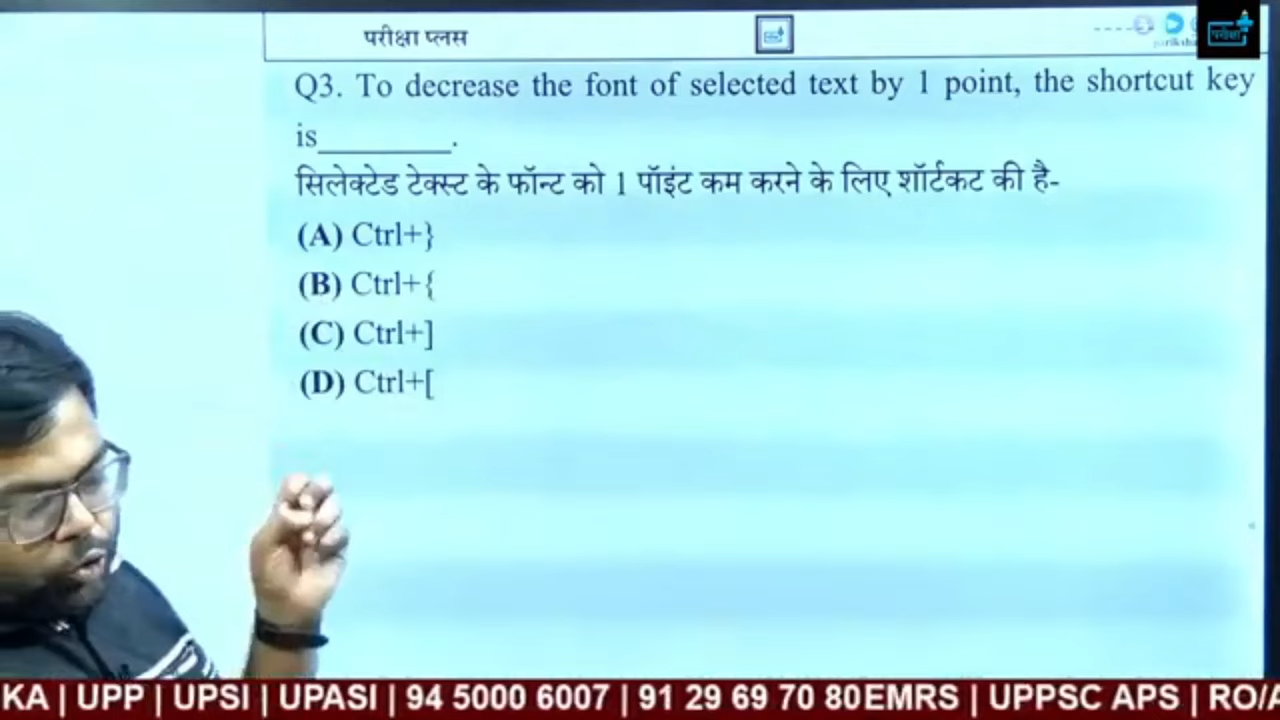 परीक्षा प्लस
परीक्षा
Q3. To decrease the font of selected text by 1 point, the shortcut key
is_________.
सिलेक्टेड टेक्स्ट के फॉन्ट को 1 पॉइंट कम करने के लिए शॉर्टकट की है-
(A) Ctrl+}
(B) Ctrl+{
(C) Ctrl+]
(D) Ctrl+[
KA | UPP | UPSI | UPASI | 94 5000 6007 | 91 29 69 70 80EMRS | UPPSC APS | RO/A